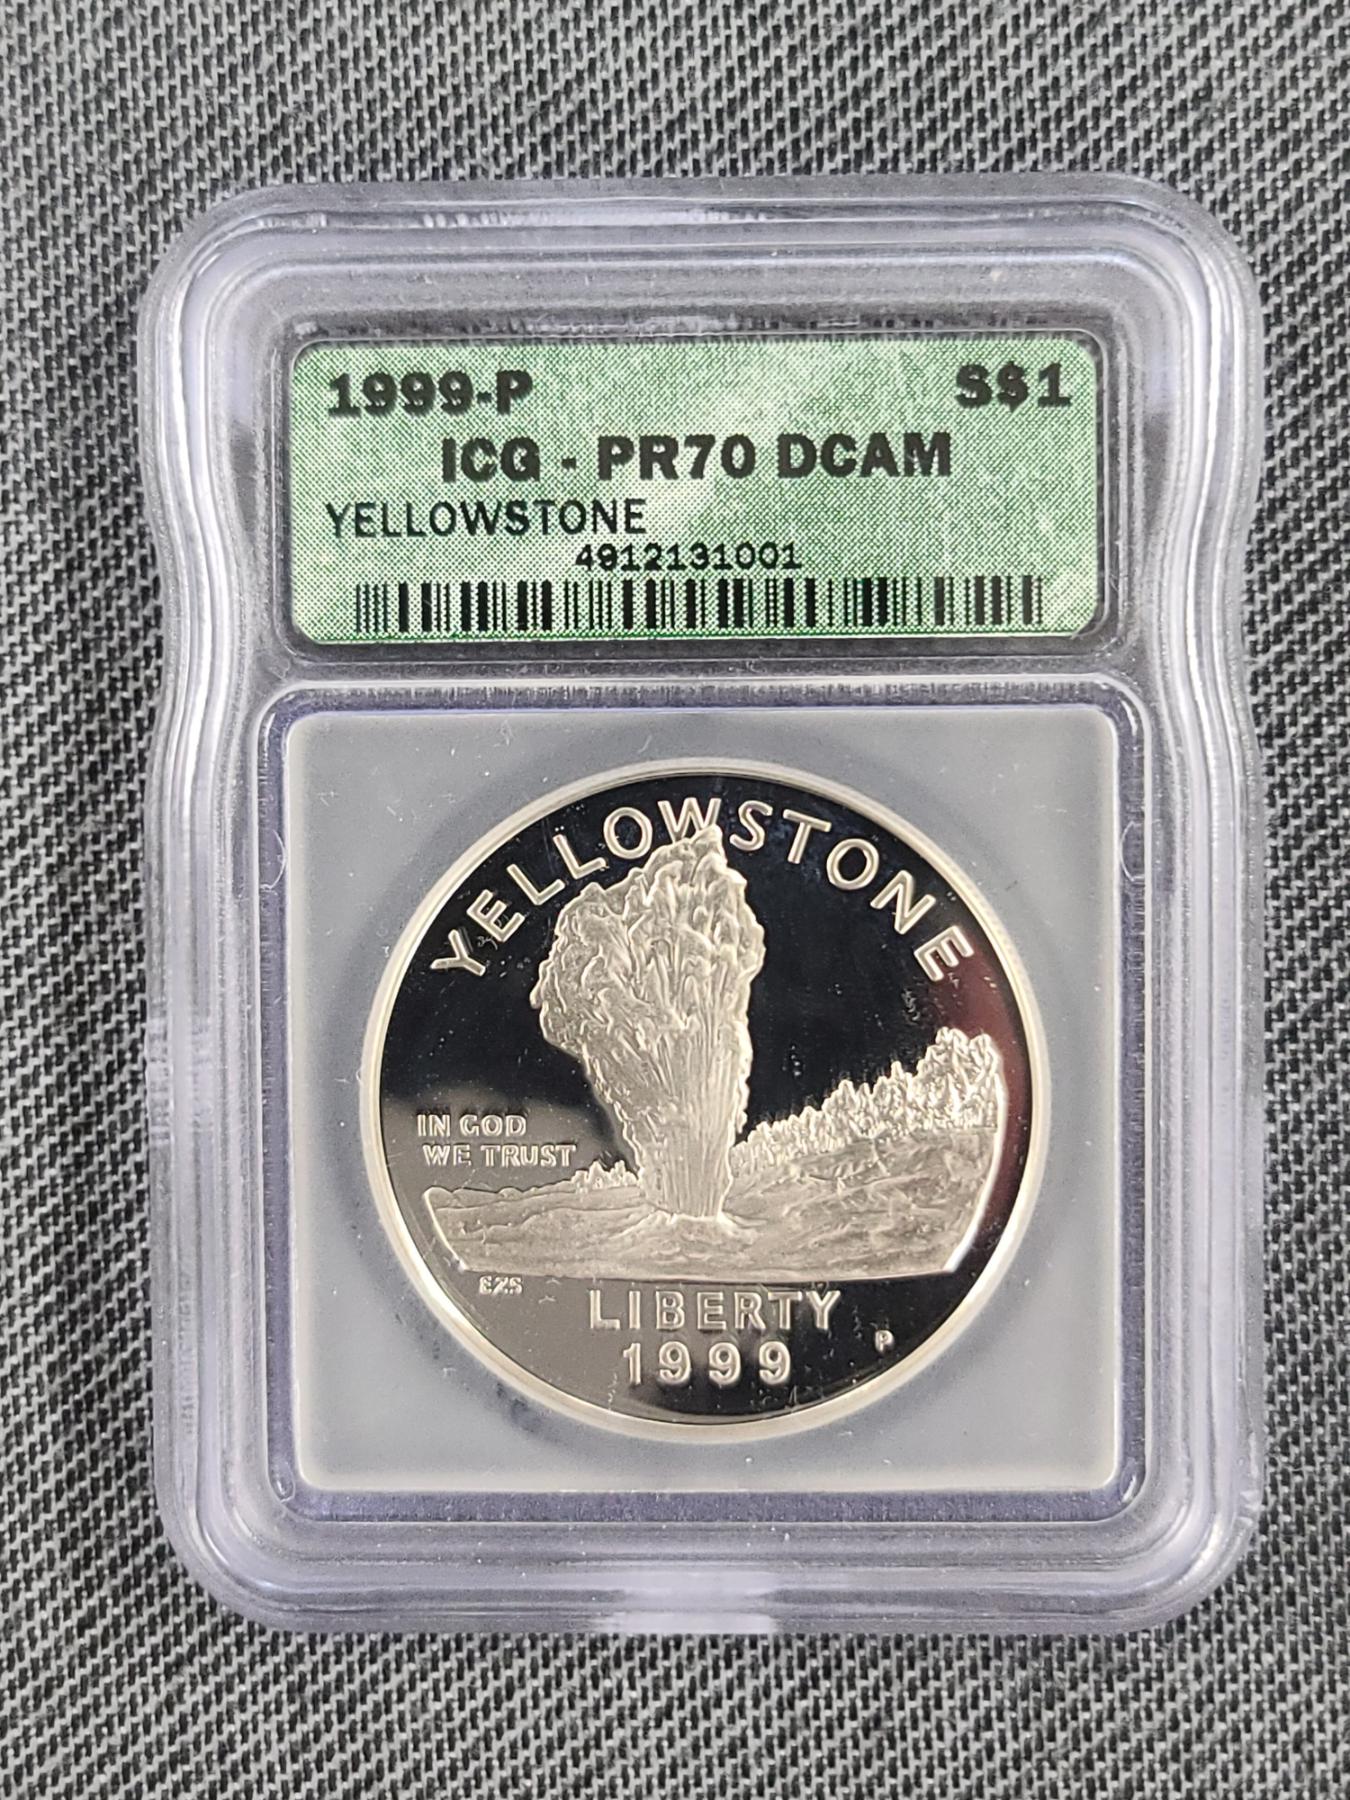 1999-P S$1
ICG - PR70 DCAM
YELLOWSTONE
4912131001
YELLOWSTONE
IN GOD
WE TRUST
EZS
LIBERTY
1999
P